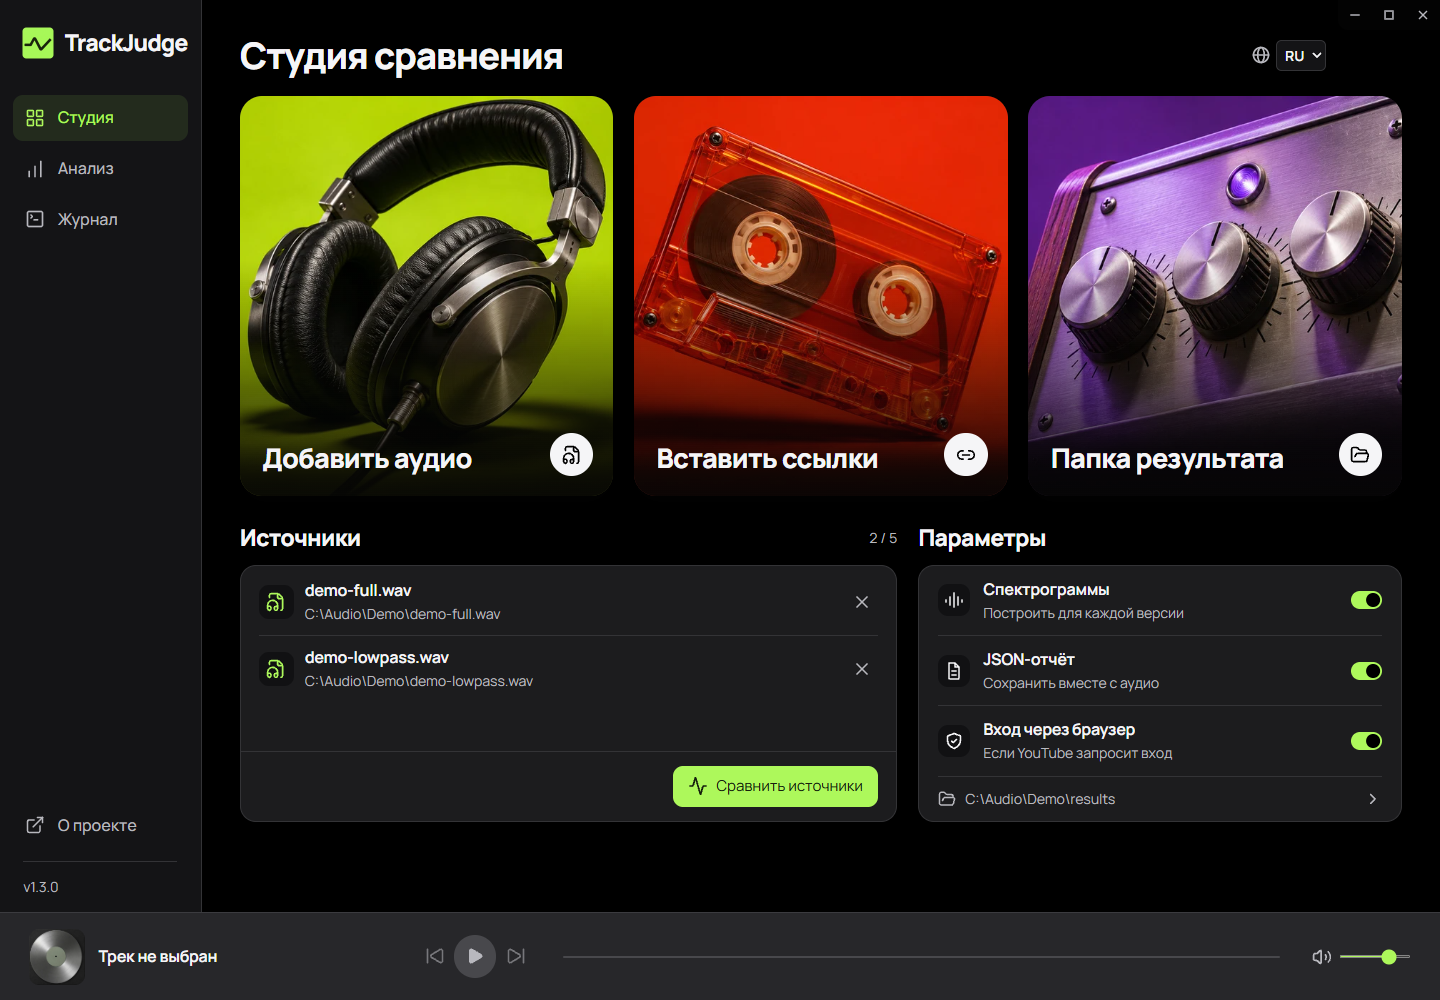 TrackJudge
Студия
Анализ
Журнал
О проекте
v1.3.0
Студия сравнения
RU
Добавить аудио
Вставить ссылки
Папка результата
Источники
2 / 5
demo-full.wav
C:\Audio\Demo\demo-full.wav
demo-lowpass.wav
C:\Audio\Demo\demo-lowpass.wav
Сравнить источники
Параметры
Спектрограммы
Построить для каждой версии
JSON-отчёт
Сохранить вместе с аудио
Вход через браузер
Если YouTube запросит вход
C:\Audio\Demo\results
Трек не выбран